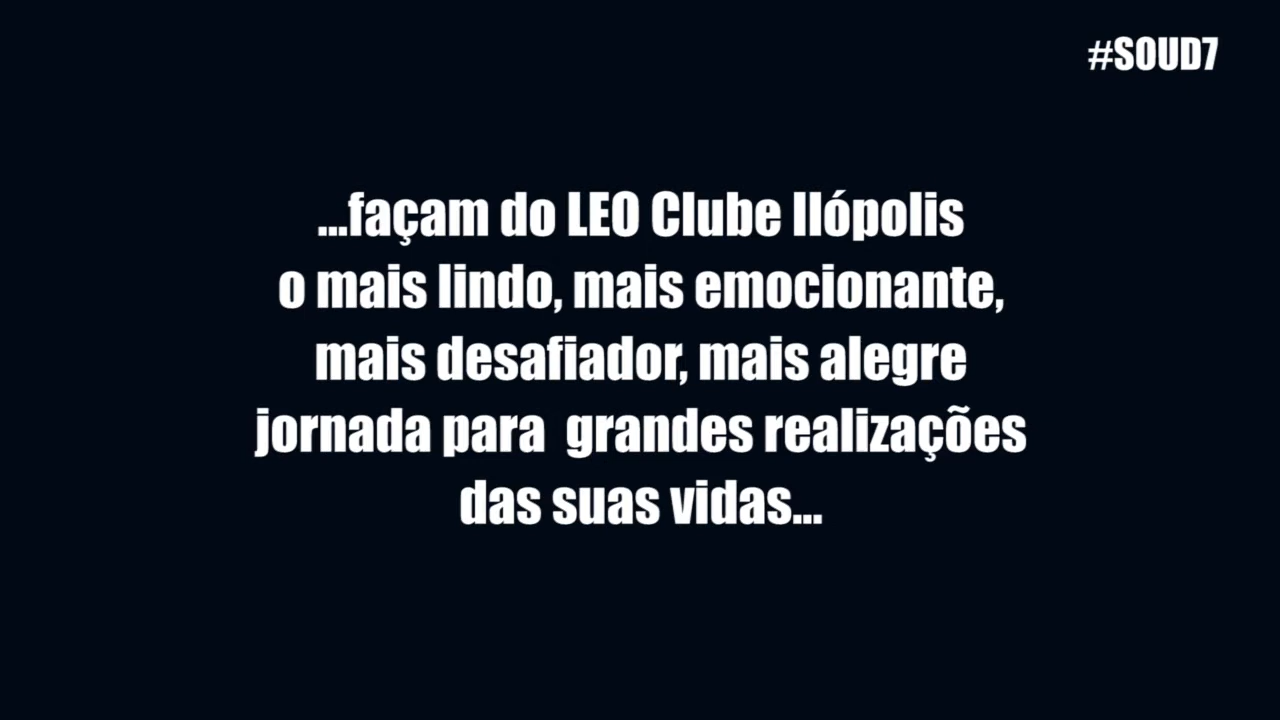 #SOUD7
...façam do LEO Clube Ilópolis
o mais lindo, mais emocionante,
mais desafiador, mais alegre
jornada para  grandes realizações
das suas vidas...